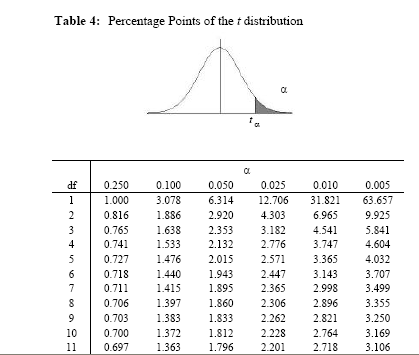 Table 4: Percentage Points of the t distribution
α
t α
α
df 0.250 0.100 0.050 0.025 0.010 0.005
1 1.000 3.078 6.314 12.706 31.821 63.657
2 0.816 1.886 2.920 4.303 6.965 9.925
3 0.765 1.638 2.353 3.182 4.541 5.841
4 0.741 1.533 2.132 2.776 3.747 4.604
5 0.727 1.476 2.015 2.571 3.365 4.032
6 0.718 1.440 1.943 2.447 3.143 3.707
7 0.711 1.415 1.895 2.365 2.998 3.499
8 0.706 1.397 1.860 2.306 2.896 3.355
9 0.703 1.383 1.833 2.262 2.821 3.250
10 0.700 1.372 1.812 2.228 2.764 3.169
11 0.697 1.363 1.796 2.201 2.718 3.106